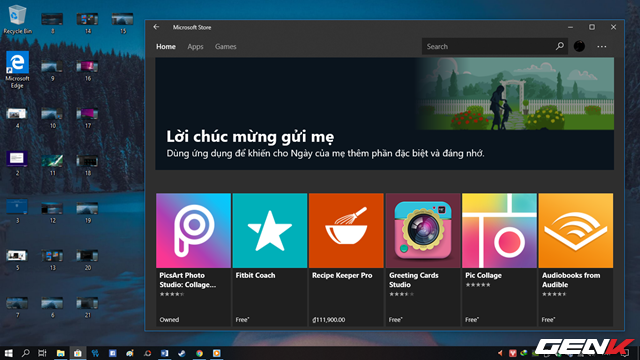 Microsoft Store
Home Apps Games
Search
Lời chúc mừng gửi mẹ
Dùng ứng dụng để khiến cho Ngày của mẹ thêm phần đặc biệt và đáng nhớ.
PicsArt Photo
Studio: Collage...
Owned
Fitbit Coach
Free+
Recipe Keeper Pro
₫111,900.00
Greeting Cards
Studio
Free+
Pic Collage
Free+
Audiobooks from
Audible
Free+
Recycle Bin
8
14
15
Microsoft
Edge
9
16
1
10
17
2
11
18
3
12
19
5
13
20
7
6
21
GENK